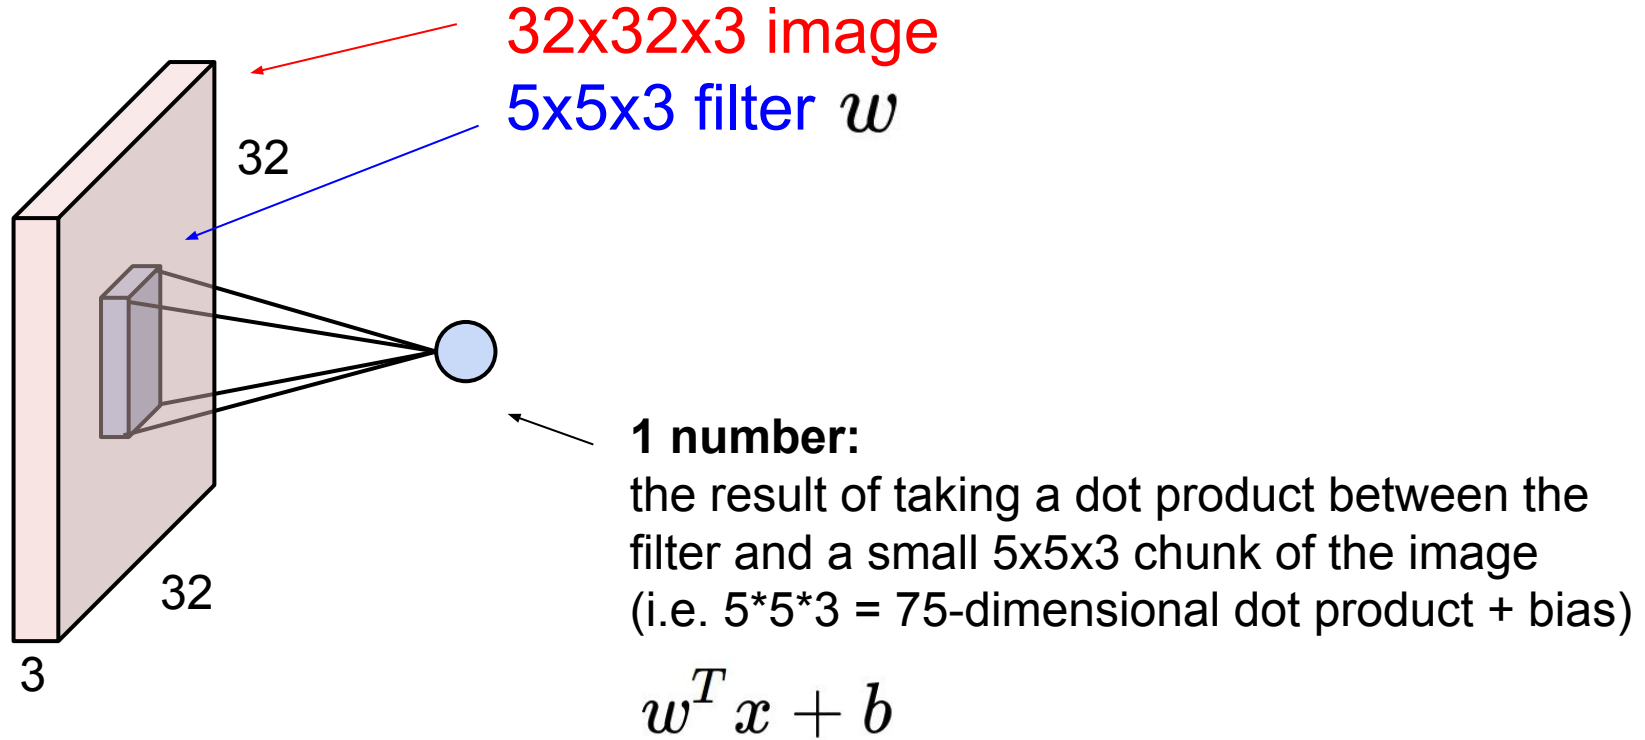 32x32x3 image
5x5x3 filter w
32
32
3
1 number:
the result of taking a dot product between the
filter and a small 5x5x3 chunk of the image
(i.e. 5*5*3 = 75-dimensional dot product + bias)
w^T x + b